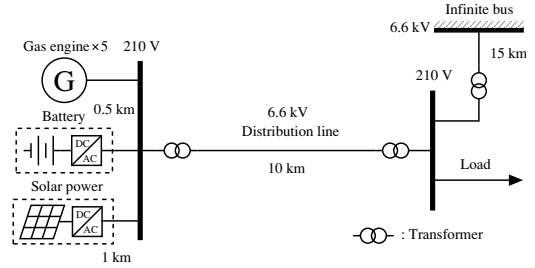 Infinite bus
6.6 kV
15 km
Gas engine×5
210 V
G
210 V
Battery
0.5 km
6.6 kV
Distribution line
DC
AC
10 km
Load
Solar power
DC
AC
1 km
: Transformer